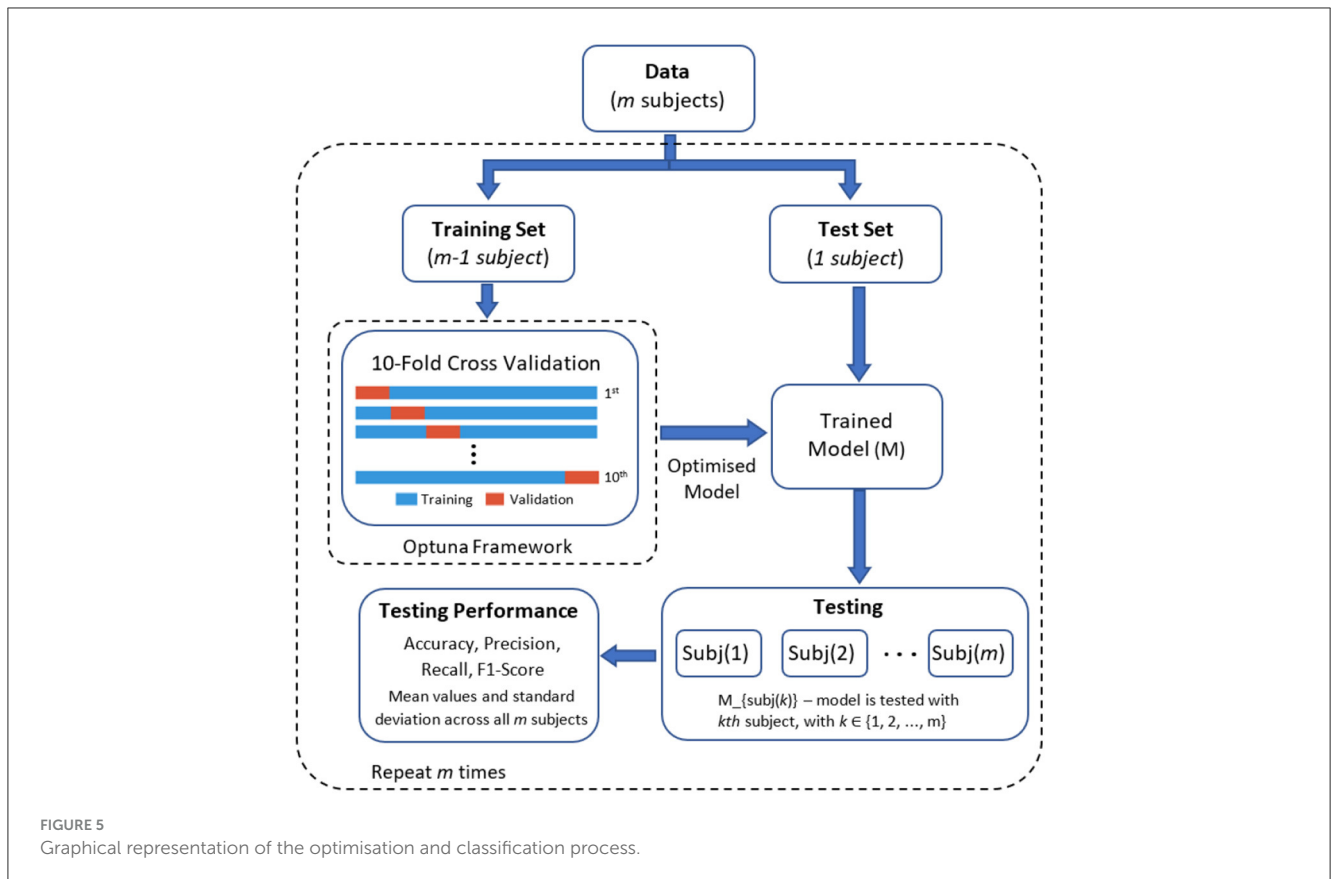 Data
(m subjects)
Training Set
(m-1 subject)
Test Set
(1 subject)
10-Fold Cross Validation
1st
10th
Training
Validation
Optuna Framework
Optimised
Model
Trained
Model (M)
Testing
Subj(1)
Subj(2)
• • •
Subj(m)
M_{subj(k)} – model is tested with
kth subject, with k ∈ {1, 2, ..., m}
Testing Performance
Accuracy, Precision,
Recall, F1-Score
Mean values and standard
deviation across all m subjects
Repeat m times
FIGURE 5
Graphical representation of the optimisation and classification process.